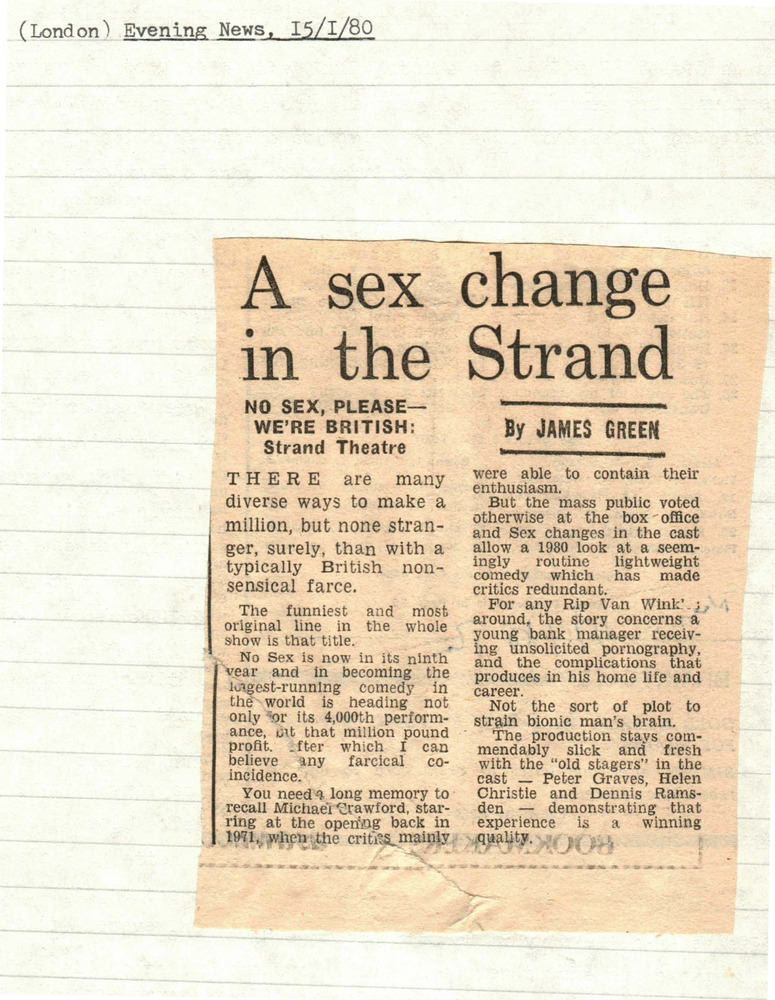 (London) Evening News, 15/1/80
A sex change
in the Strand
NO SEX, PLEASE—
WE'RE BRITISH:
Strand Theatre
By JAMES GREEN
THERE are many
diverse ways to make a
million, but none stran-
ger, surely, than with a
typically British non-
sensical farce.
The funniest and most
original line in the whole
show is that title.
No Sex is now in its ninth
year and in becoming the
longest-running comedy in
the world is heading not
only for its 4,000th perform-
ance, but that million pound
profit. After which I can
believe any farcical co-
incidence.
You need a long memory to
recall Michael Crawford, star-
ring at the opening back in
1971, when the critics mainly
were able to contain their
enthusiasm.
But the mass public voted
otherwise at the box office
and Sex changes in the cast
allow a 1980 look at a seem-
ingly routine lightweight
comedy which has made
critics redundant.
For any Rip Van
around, the story concerns a
young bank manager receiv-
ing unsolicited pornography,
and the complications that
produces in his home life and
career.
Not the sort of plot to
strain bionic man's brain.
The production stays com-
mendably slick and fresh
with the "old stagers" in the
cast — Peter Graves, Helen
Christie and Dennis Rams-
den — demonstrating that
experience is a winning
quality.